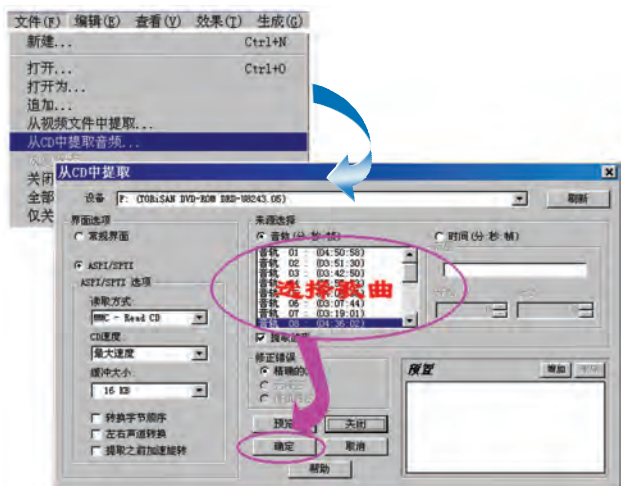 文件(F) 编辑(E) 查看(V) 效果(T) 生成(G)
新建... Ctrl+N
打开... Ctrl+O
打开为...
追加...
从视频文件中提取...
从CD中提取音频...
关闭
全部
仅关
从CD中提取
设备 F: (TORiSAN DVD-ROM DRD-U8243.05) 刷新
界面选项
常规界面
ASPI/SPTI
ASPI/SPTI 选项
读取方式
MMC - Read CD
CD速度
最大速度
缓冲大小
16 KB
转换字节顺序
左右声道转换
提取之前加速旋转
来源选择
音轨(分:秒:帧) 时间(分:秒:帧)
音轨 01 : (04:50:58)
音轨 02 : (03:51:30)
音轨 03 : (03:42:50)
选择歌曲
音轨 06 : (03:07:44)
音轨 07 : (03:19:01)
音轨 08 : (04:36:02)
修正错误
精确的
预置 增加
关闭
确定 取消
帮助